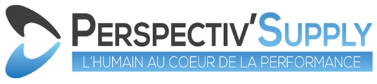 PERSPECTIV'SUPPLY
L'HUMAIN AU COEUR DE LA PERFORMANCE